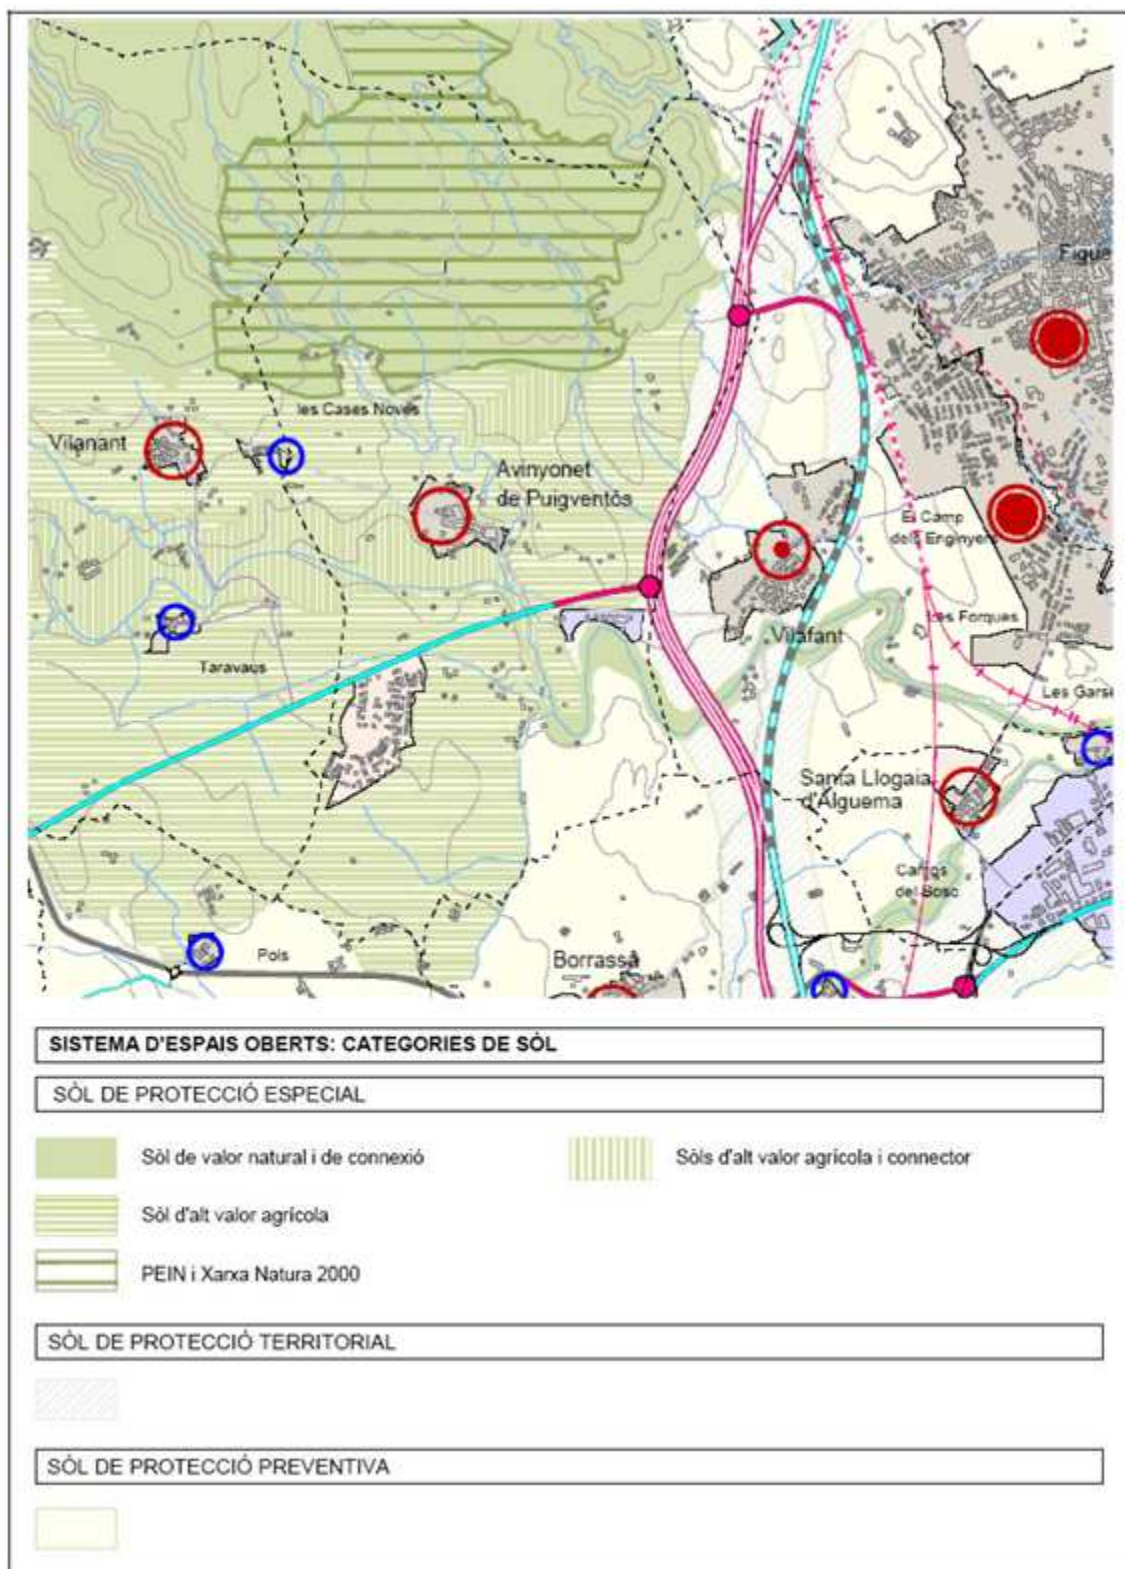 Figue
les Cases Noves
Vilanant
Avinyonet
de Puigventós
El Camp
dels Enginyers
Les Forques
Vilafant
Taravaus
Les Garse
Santa Llogaia
d'Alguema
Camps
del Bosc
Pols
Borrassà
SISTEMA D'ESPAIS OBERTS: CATEGORIES DE SÒL
SÒL DE PROTECCIÓ ESPECIAL
Sòl de valor natural i de connexió
Sòls d'alt valor agrícola i connector
Sòl d'alt valor agrícola
PEIN i Xarxa Natura 2000
SÒL DE PROTECCIÓ TERRITORIAL
SÒL DE PROTECCIÓ PREVENTIVA